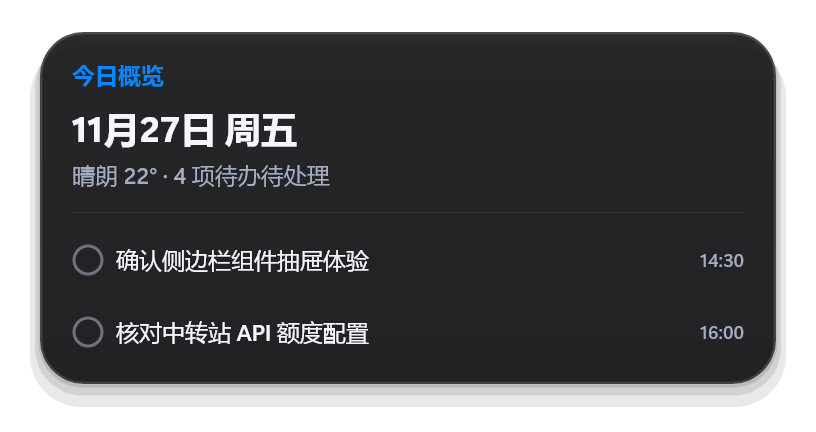 今日概览
11月27日 周五
晴朗 22° · 4 项待办待处理
确认侧边栏组件抽屉体验 14:30
核对中转站 API 额度配置 16:00